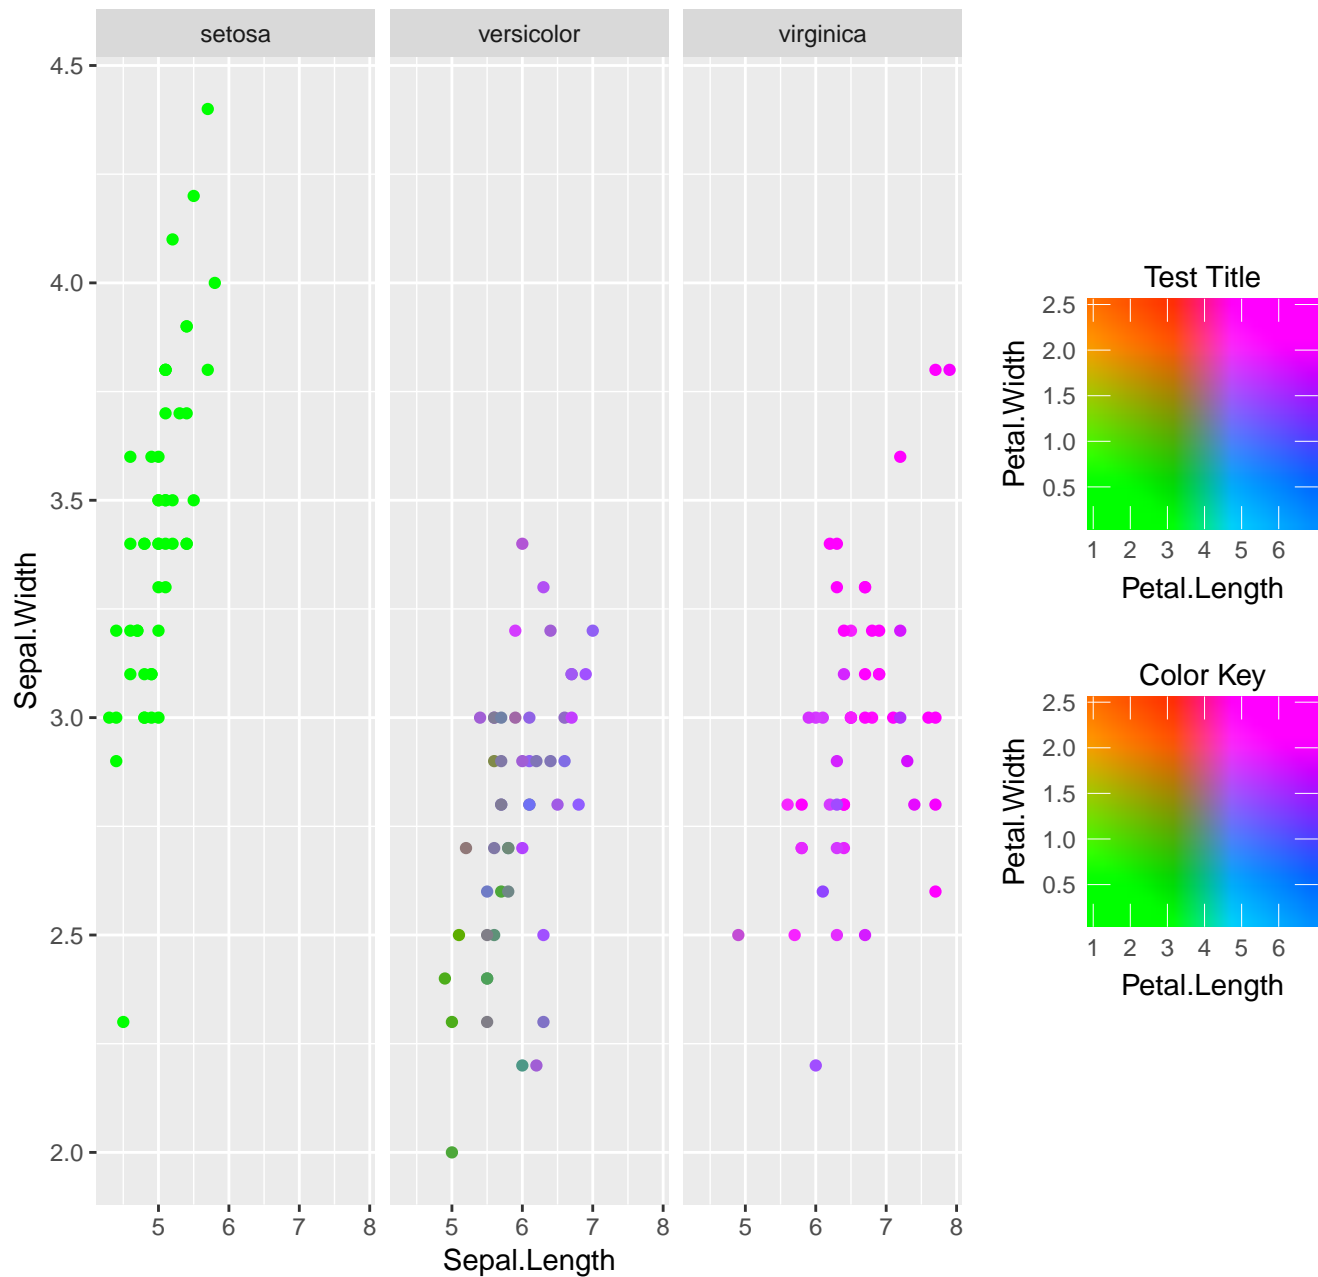 setosa versicolor virginica
4.5
4.0
3.5
3.0
2.5
2.0
Sepal.Width
5 6 7 8 5 6 7 8 5 6 7 8
Sepal.Length
Test Title
2.5
2.0
1.5
1.0
0.5
Petal.Width
1 2 3 4 5 6
Petal.Length
Color Key
2.5
2.0
1.5
1.0
0.5
Petal.Width
1 2 3 4 5 6
Petal.Length